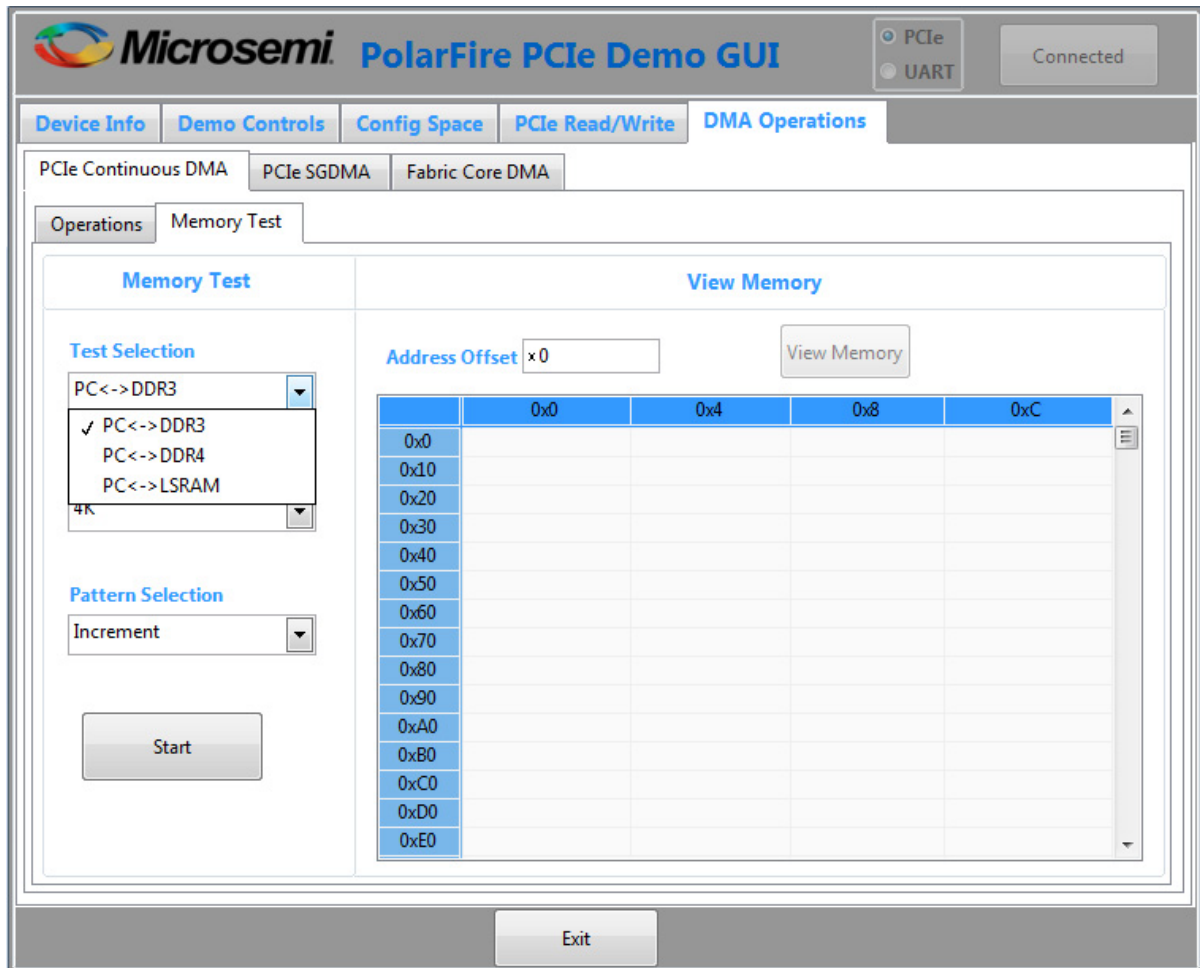 Microsemi. PolarFire PCIe Demo GUI
PCIe
UART
Connected
Device Info Demo Controls Config Space PCIe Read/Write DMA Operations
PCIe Continuous DMA PCIe SGDMA Fabric Core DMA
Operations Memory Test
Memory Test View Memory
Test Selection
Address Offset x 0 View Memory
PC<->DDR3
✓ PC<->DDR3
PC<->DDR4
PC<->LSRAM
4K
Pattern Selection
Increment
Start
0x0 0x4 0x8 0xC
0x0
0x10
0x20
0x30
0x40
0x50
0x60
0x70
0x80
0x90
0xA0
0xB0
0xC0
0xD0
0xE0
Exit